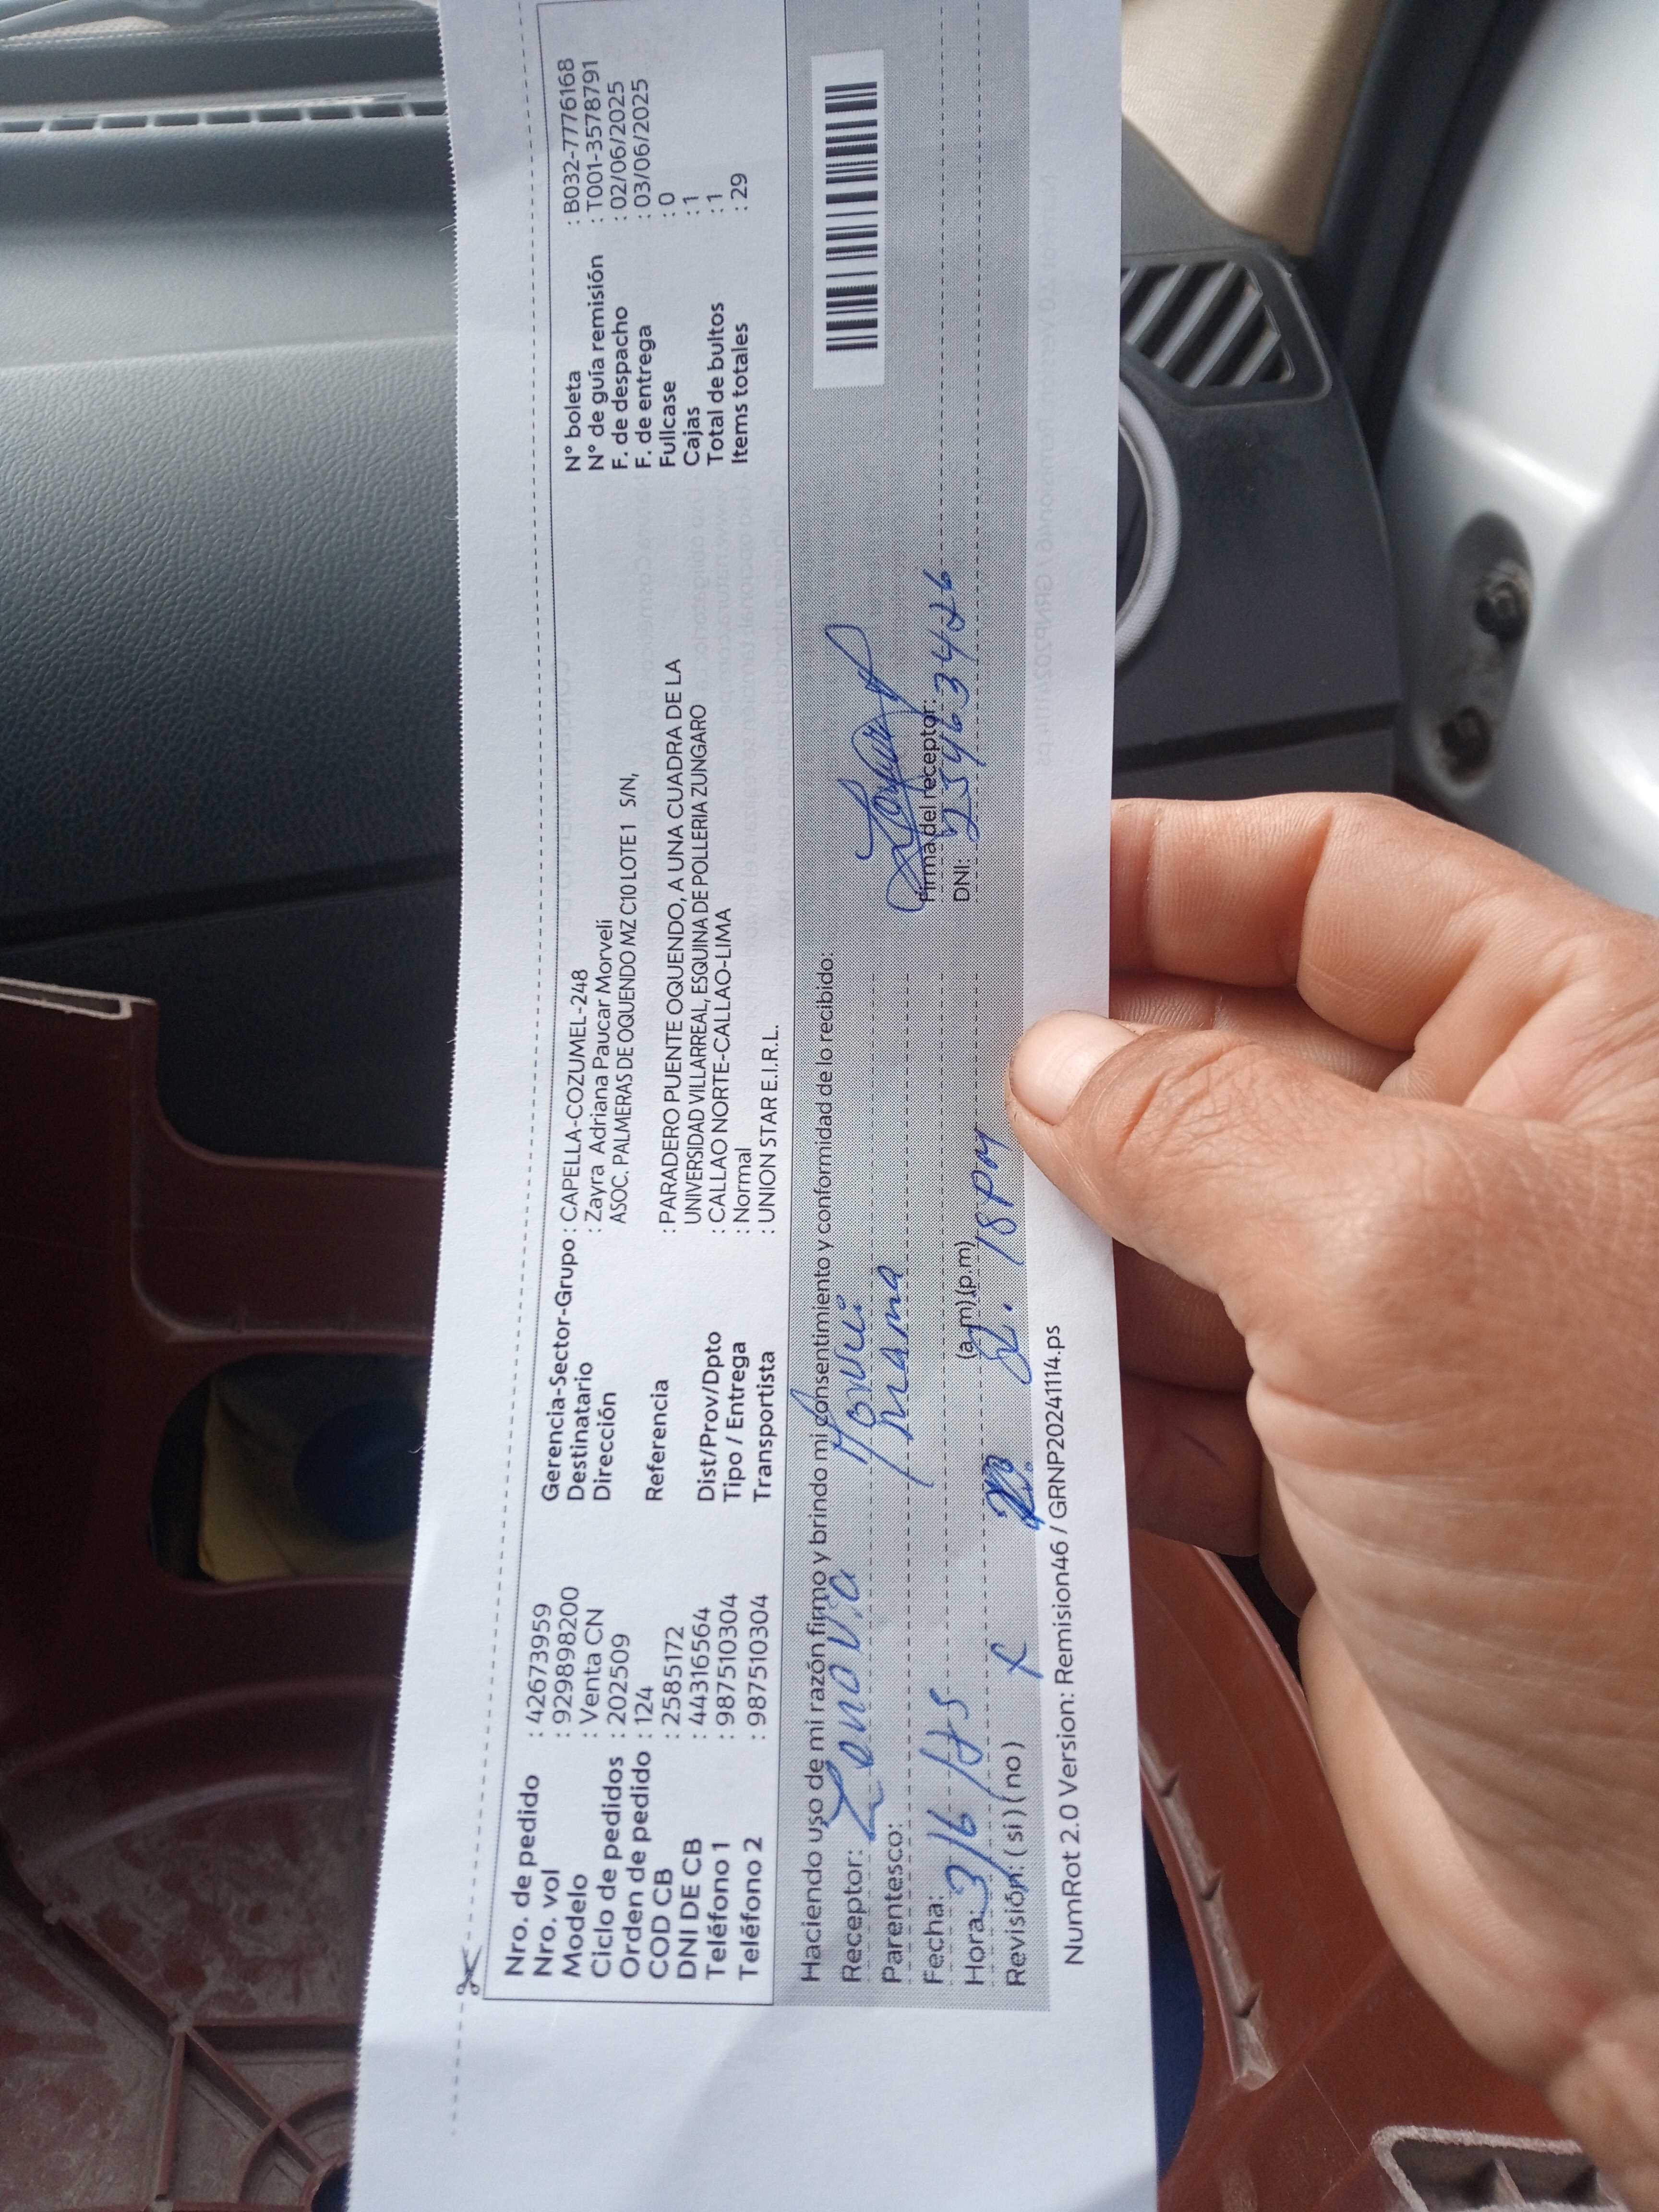 Nro. de pedido : 42673959
Nro. vol : 929898200
Modelo : Venta CN
Ciclo de pedidos : 202509
Orden de pedido : 124
COD CB : 2585172
DNI DE CB : 44316564
Teléfono 1 : 987510304
Teléfono 2 : 987510304
Gerencia-Sector-Grupo : CAPELLA-COZUMEL-248
Destinatario : Zayra Adriana Paucar Morveli
Dirección ASOC. PALMERAS DE OQUENDO MZ C10 LOTE1 S/N,
Referencia : PARADERO PUENTE OQUENDO, A UNA CUADRA DE LA
UNIVERSIDAD VILLARREAL, ESQUINA DE POLLERIA ZUNGARO
Dist/Prov/Dpto : CALLAO NORTE-CALLAO-LIMA
Tipo / Entrega : Normal
Transportista : UNION STAR E.I.R.L.
N° boleta : B032-7776168
N° de guía remisión : T001-3578791
F. de despacho : 02/06/2025
F. de entrega : 03/06/2025
Fullcase : 0
Cajas : 1
Total de bultos : 1
Items totales : 29
Haciendo uso de mi razón firmo y brindo mi consentimiento y conformidad de lo recibido:
Receptor: Zenovia
Parentesco: mama
Fecha: 3/6/25
Hora: (a.m) (p.m)
Revisión: ( si ) ( no )
Firma del receptor:
DNI:
NumRot 2.0 Version: Remision46 / GRNP20241114.ps